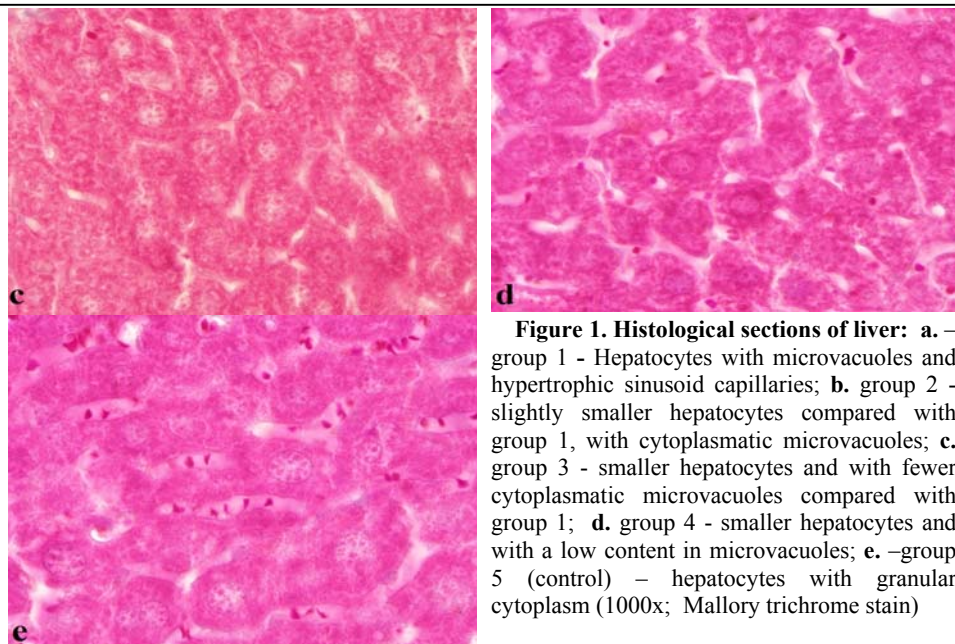 c
d
Figure 1. Histological sections of liver: a. –
group 1 - Hepatocytes with microvacuoles and
hypertrophic sinusoid capillaries; b. group 2 -
slightly smaller hepatocytes compared with
group 1, with cytoplasmatic microvacuoles; c.
group 3 - smaller hepatocytes and with fewer
cytoplasmatic microvacuoles compared with
group 1; d. group 4 - smaller hepatocytes and
with a low content in microvacuoles; e. –group
5 (control) – hepatocytes with granular
cytoplasm (1000x; Mallory trichrome stain)
e